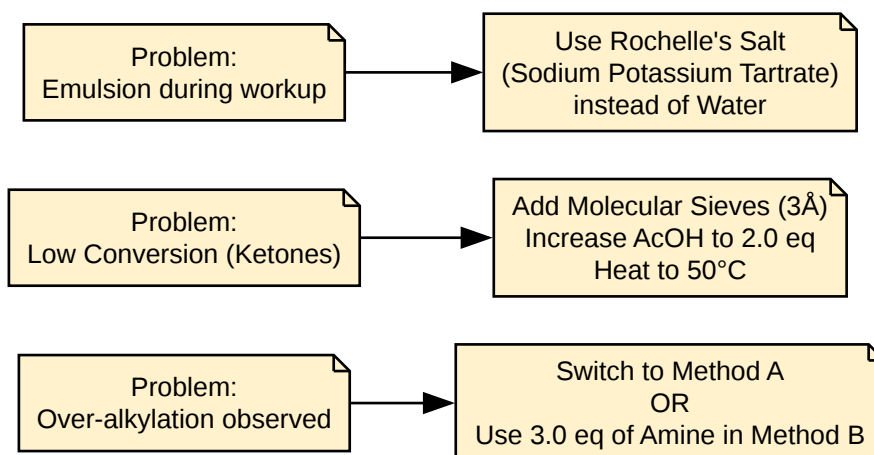 Problem:
Emulsion during workup
Use Rochelle's Salt
(Sodium Potassium Tartrate)
instead of Water
Problem:
Low Conversion (Ketones)
Add Molecular Sieves (3Å)
Increase AcOH to 2.0 eq
Heat to 50°C
Problem:
Over-alkylation observed
Switch to Method A
OR
Use 3.0 eq of Amine in Method B